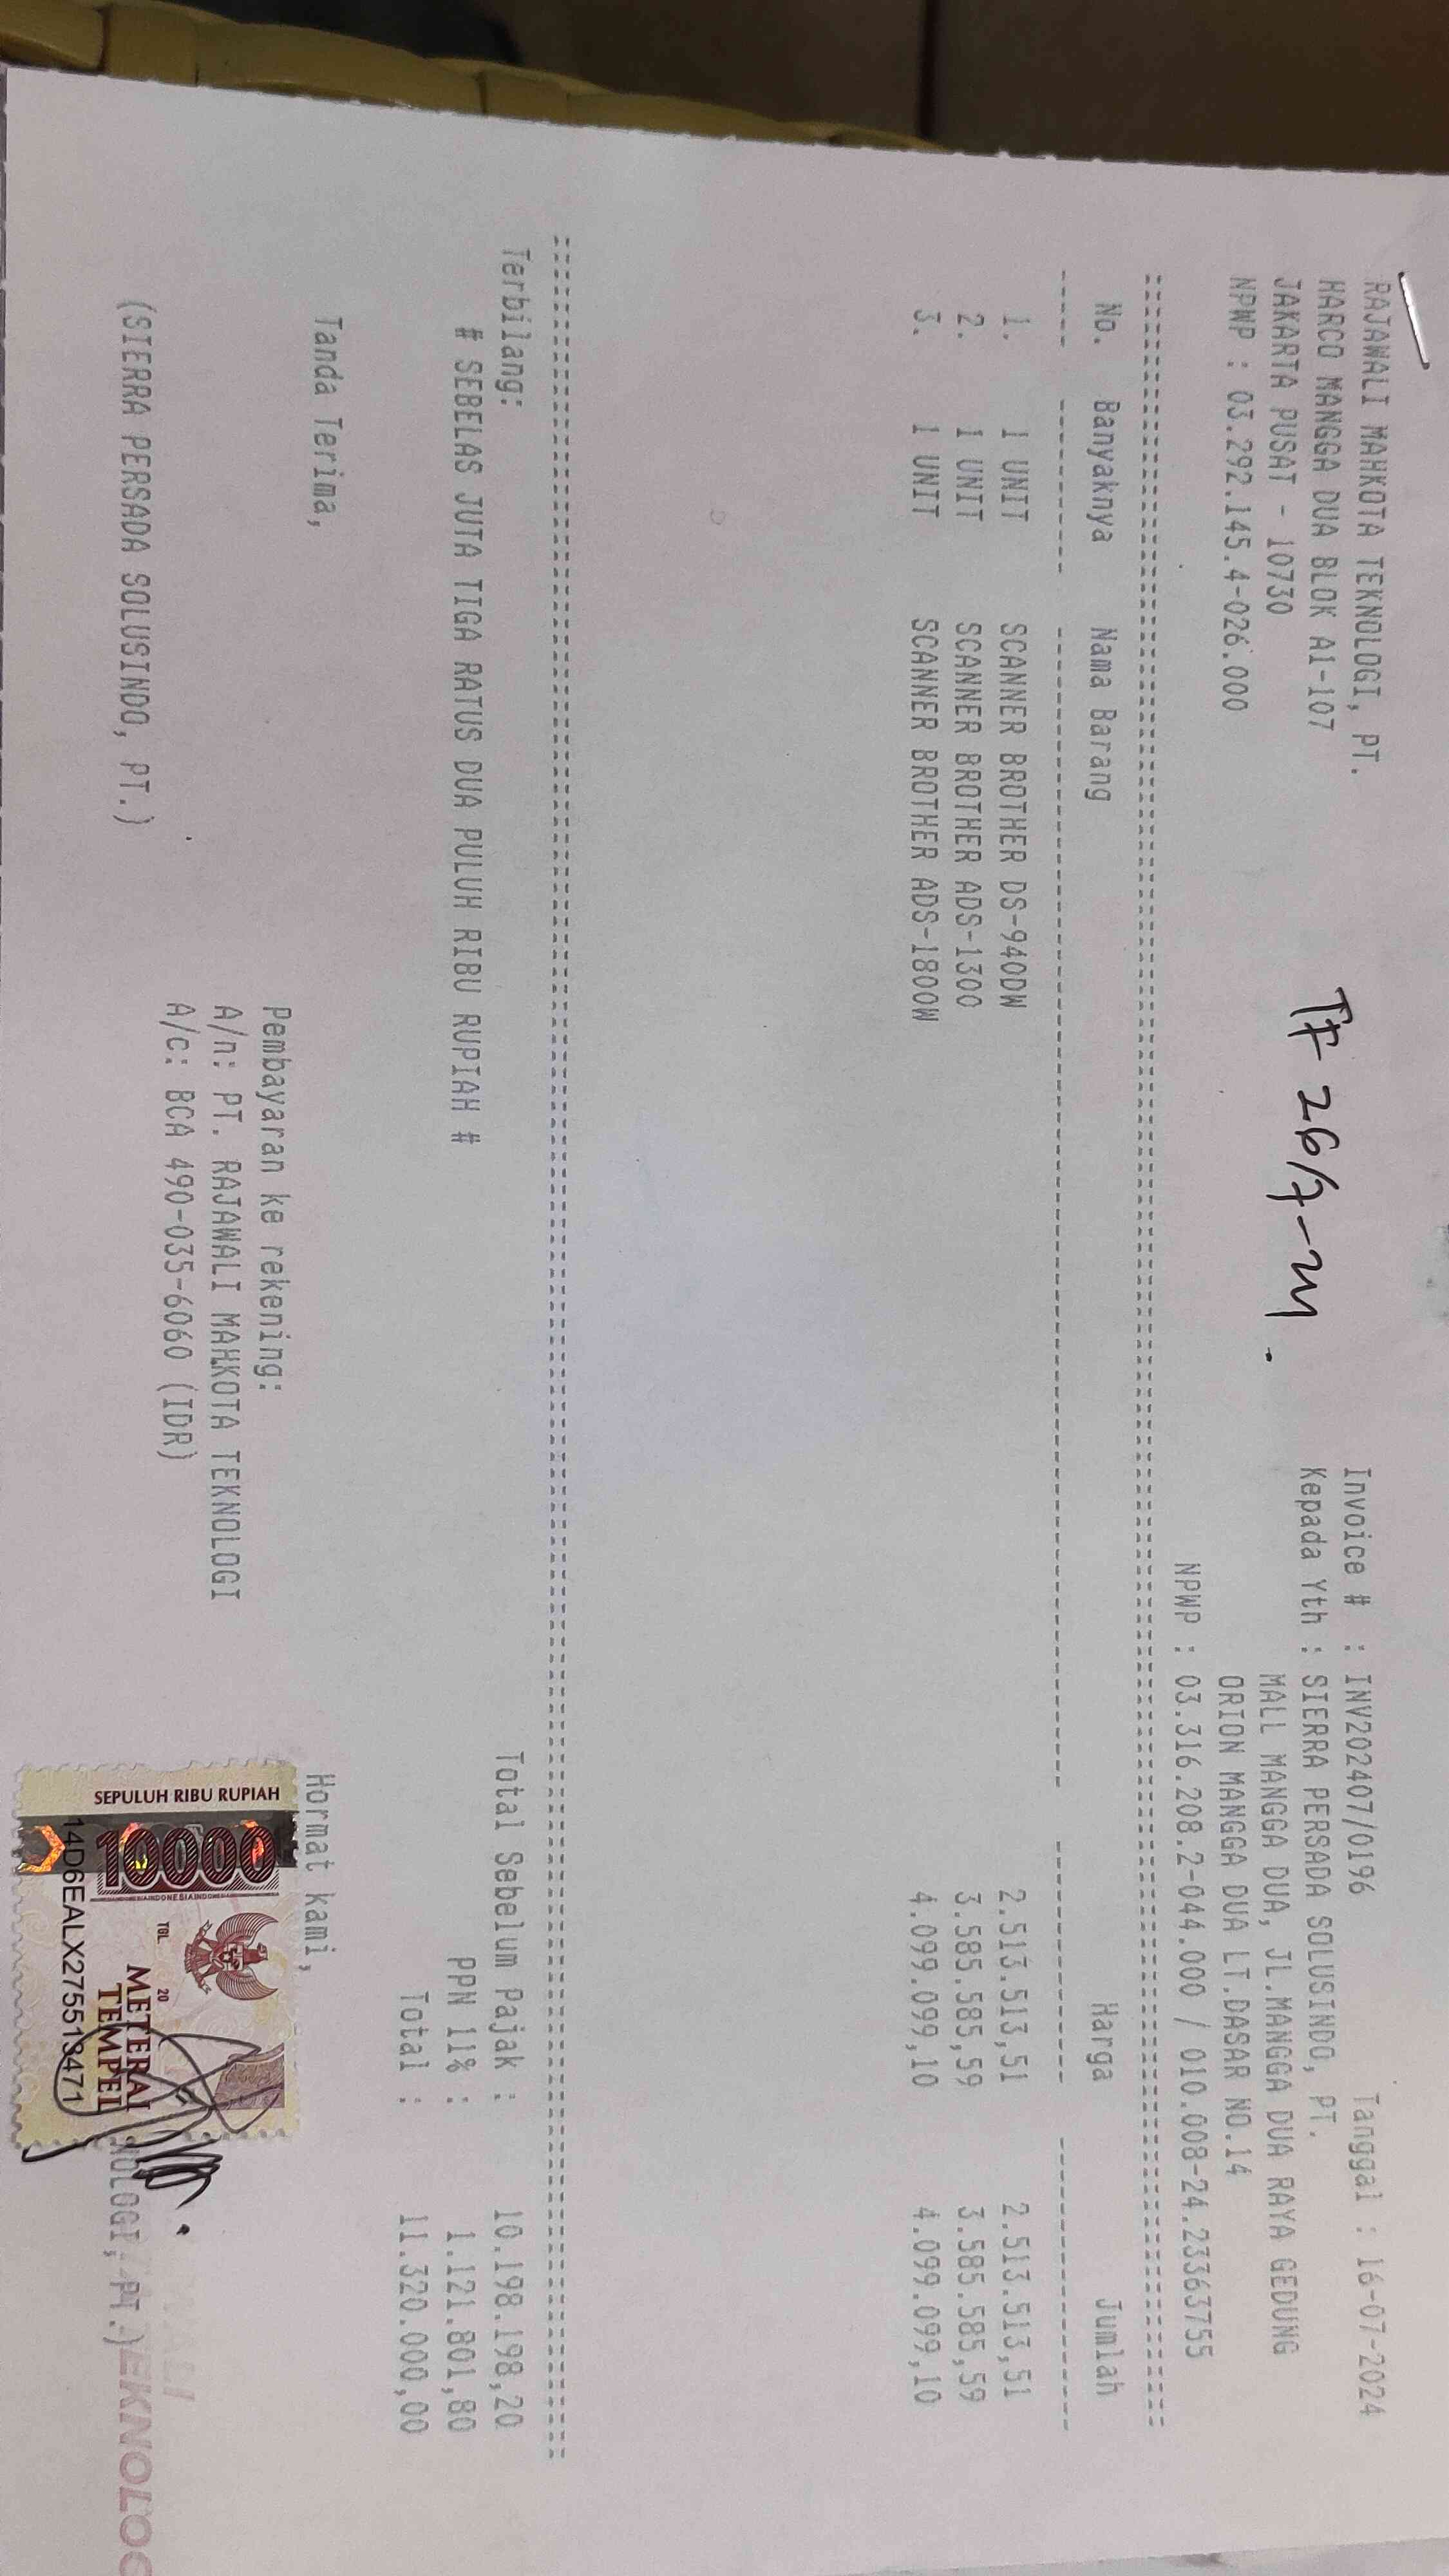 RAJAWALI MAHKOTA TEKNOLOGI, PT.
HARCO MANGGA DUA BLOK A1-107
JAKARTA PUSAT - 10730
NPWP : 03.292.145.4-026.000
TF 26/7-24
Invoice # : INV202407/0196 Tanggal : 16-07-2024
Kepada Yth : SIERRA PERSADA SOLUSINDO, PT.
MALL MANGGA DUA, JL.MANGGA DUA RAYA GEDUNG
ORION MANGGA DUA LT.DASAR NO.14
NPWP : 03.316.208.2-044.000 / 010.008-24.23363755
No. Banyaknya Nama Barang Harga Jumlah
1. 1 UNIT SCANNER BROTHER DS-940DW 2.513.513,51 2.513.513,51
2. 1 UNIT SCANNER BROTHER ADS-1300 3.585.585,59 3.585.585,59
3. 1 UNIT SCANNER BROTHER ADS-1800W 4.099.099,10 4.099.099,10
Terbilang: Total Sebelum Pajak : 10.198.198,20
# SEBELAS JUTA TIGA RATUS DUA PULUH RIBU RUPIAH # PPN 11% : 1.121.801,80
Total : 11.320.000,00
Tanda Terima, Hormat kami,
Pembayaran ke rekening:
A/n: PT. RAJAWALI MAHKOTA TEKNOLOGI
A/c: BCA 490-035-6060 (IDR)
(SIERRA PERSADA SOLUSINDO, PT.)
NOLOGI, PT.)
SEPULUH RIBU RUPIAH
10000
TGL. 20
METERAI
TEMPEL
14D6EALX275513471
EKNOLOG